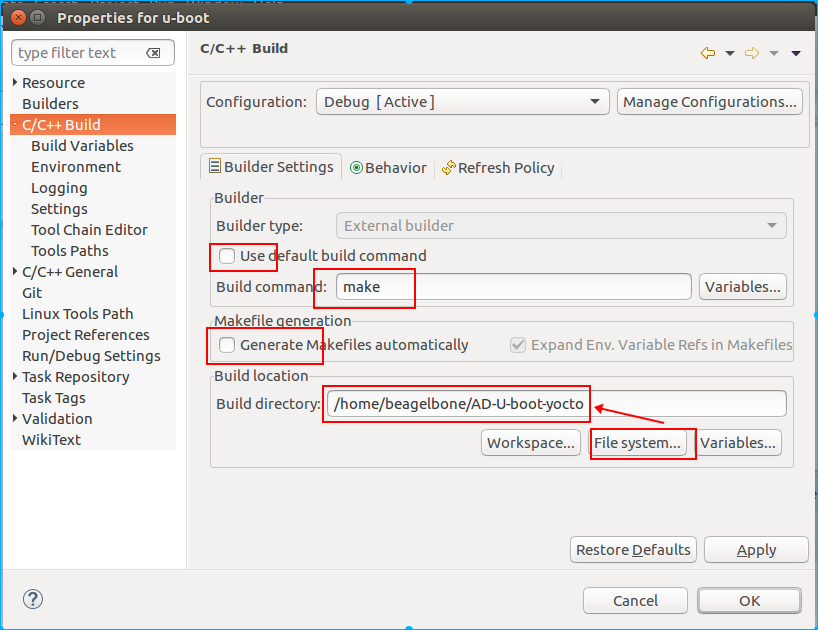 Properties for u-boot
type filter text
Resource
Builders
C/C++ Build
Build Variables
Environment
Logging
Settings
Tool Chain Editor
Tools Paths
C/C++ General
Git
Linux Tools Path
Project References
Run/Debug Settings
Task Repository
Task Tags
Validation
WikiText
C/C++ Build
Configuration: Debug [Active] Manage Configurations...
Builder Settings Behavior Refresh Policy
Builder
Builder type: External builder
Use default build command
Build command: make Variables...
Makefile generation
Generate Makefiles automatically Expand Env. Variable Refs in Makefiles
Build location
Build directory: /home/beagelbone/AD-U-boot-yocto
Workspace... File system... Variables...
Restore Defaults Apply
? Cancel OK